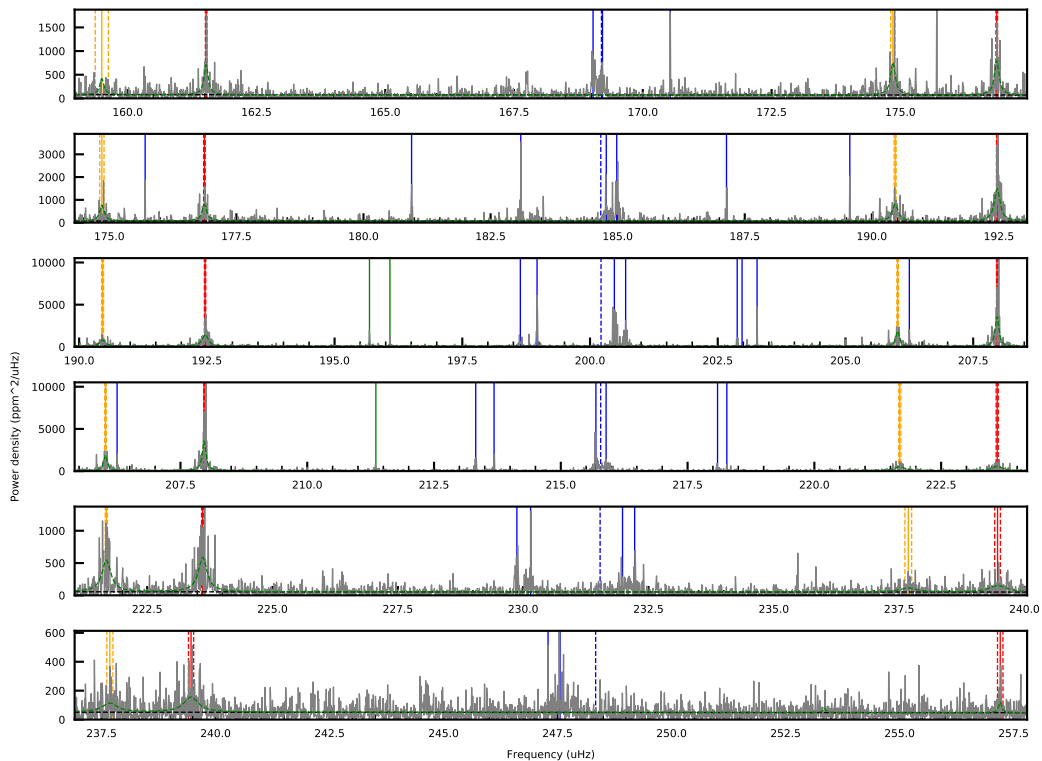 1500
1000
500
0
160.0 162.5 165.0 167.5 170.0 172.5 175.0
3000
2000
1000
0
175.0 177.5 180.0 182.5 185.0 187.5 190.0 192.5
10000
5000
0
190.0 192.5 195.0 197.5 200.0 202.5 205.0 207.5
10000
5000
0
207.5 210.0 212.5 215.0 217.5 220.0 222.5
1000
500
0
222.5 225.0 227.5 230.0 232.5 235.0 237.5 240.0
600
400
200
0
237.5 240.0 242.5 245.0 247.5 250.0 252.5 255.0 257.5
Power density (ppm^2/uHz)
Frequency (uHz)